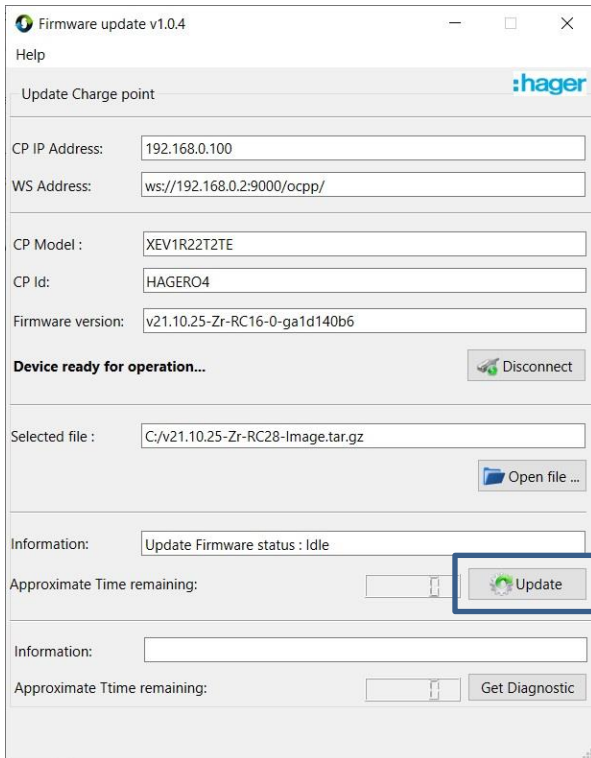 Firmware update v1.0.4
Help
:hager
Update Charge point
CP IP Address: 192.168.0.100
WS Address: ws://192.168.0.2:9000/ocpp/
CP Model : XEV1R22T2TE
CP Id: HAGERO4
Firmware version: v21.10.25-Zr-RC16-0-ga1d140b6
Device ready for operation... Disconnect
Selected file : C:/v21.10.25-Zr-RC28-Image.tar.gz
Open file ...
Information: Update Firmware status : Idle
Approximate Time remaining: 0 Update
Information:
Approximate Ttime remaining: 0 Get Diagnostic